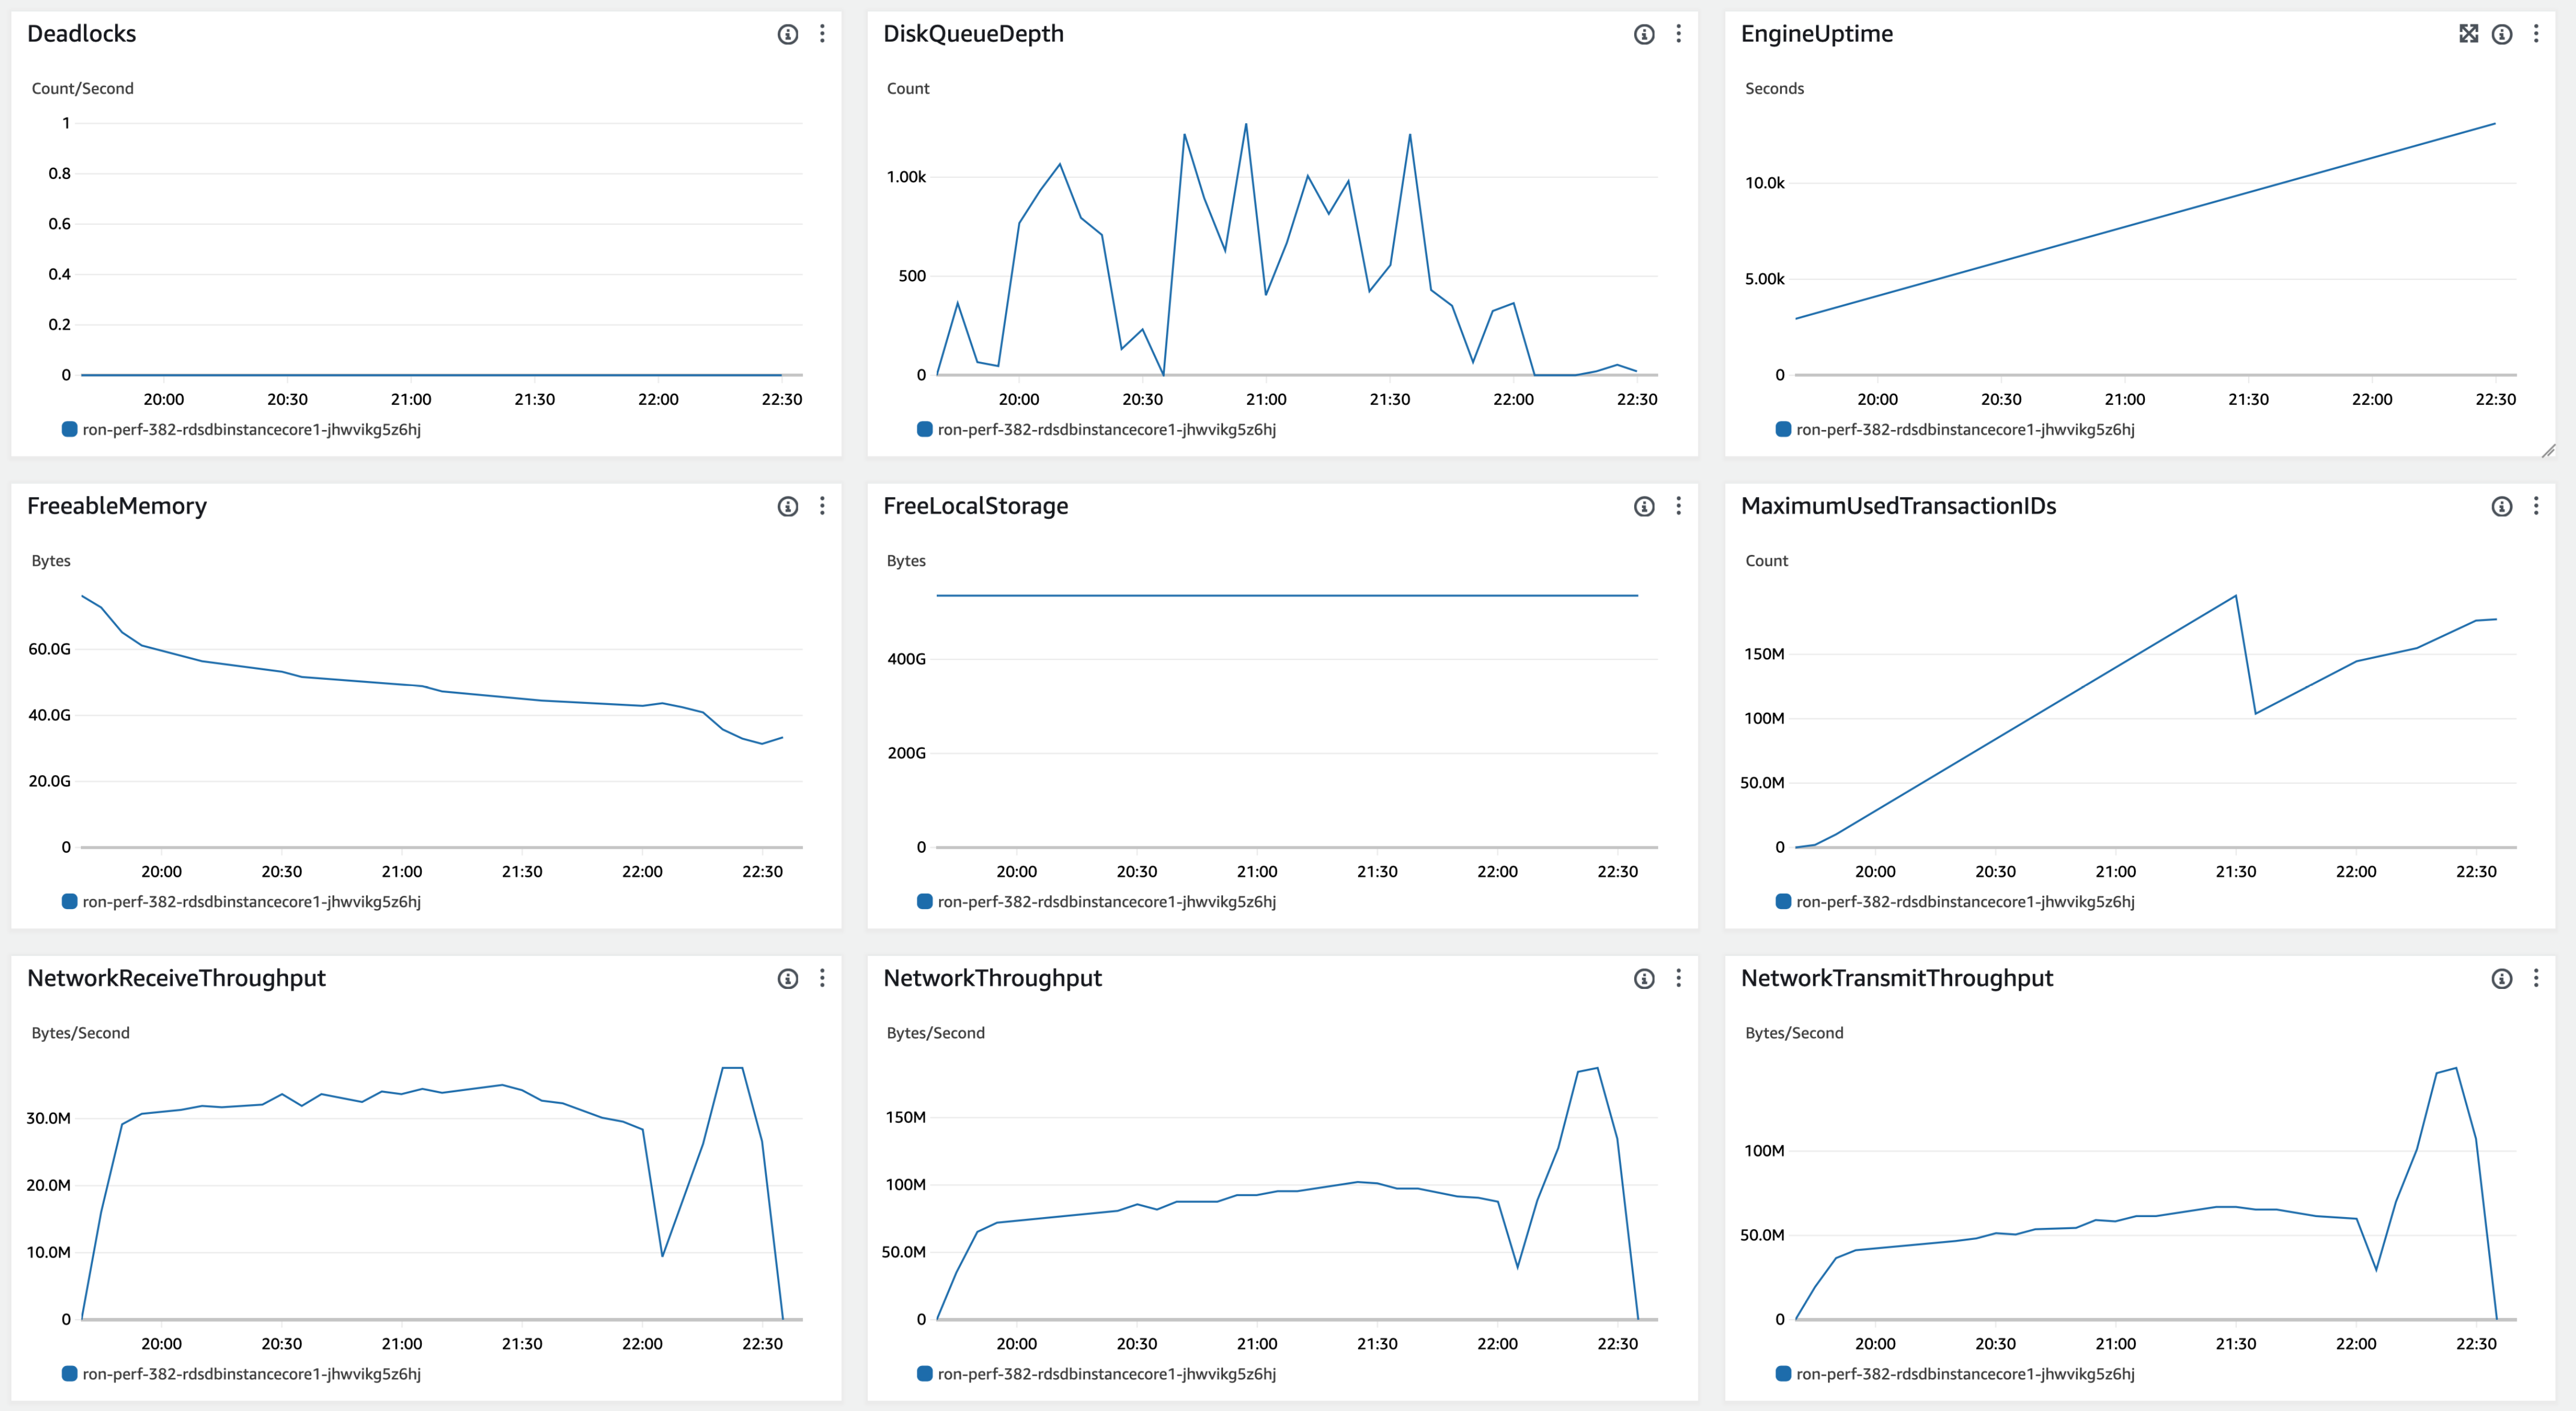 Deadlocks
Count/Second
1
0.8
0.6
0.4
0.2
0
20:00 20:30 21:00 21:30 22:00 22:30
ron-perf-382-rdsdbinstancecore1-jhwvikg5z6hj
DiskQueueDepth
Count
1.00k
500
0
20:00 20:30 21:00 21:30 22:00 22:30
ron-perf-382-rdsdbinstancecore1-jhwvikg5z6hj
EngineUptime
Seconds
10.0k
5.00k
0
20:00 20:30 21:00 21:30 22:00 22:30
ron-perf-382-rdsdbinstancecore1-jhwvikg5z6hj
FreeableMemory
Bytes
60.0G
40.0G
20.0G
0
20:00 20:30 21:00 21:30 22:00 22:30
ron-perf-382-rdsdbinstancecore1-jhwvikg5z6hj
FreeLocalStorage
Bytes
400G
200G
0
20:00 20:30 21:00 21:30 22:00 22:30
ron-perf-382-rdsdbinstancecore1-jhwvikg5z6hj
MaximumUsedTransactionIDs
Count
150M
100M
50.0M
0
20:00 20:30 21:00 21:30 22:00 22:30
ron-perf-382-rdsdbinstancecore1-jhwvikg5z6hj
NetworkReceiveThroughput
Bytes/Second
30.0M
20.0M
10.0M
0
20:00 20:30 21:00 21:30 22:00 22:30
ron-perf-382-rdsdbinstancecore1-jhwvikg5z6hj
NetworkThroughput
Bytes/Second
150M
100M
50.0M
0
20:00 20:30 21:00 21:30 22:00 22:30
ron-perf-382-rdsdbinstancecore1-jhwvikg5z6hj
NetworkTransmitThroughput
Bytes/Second
100M
50.0M
0
20:00 20:30 21:00 21:30 22:00 22:30
ron-perf-382-rdsdbinstancecore1-jhwvikg5z6hj